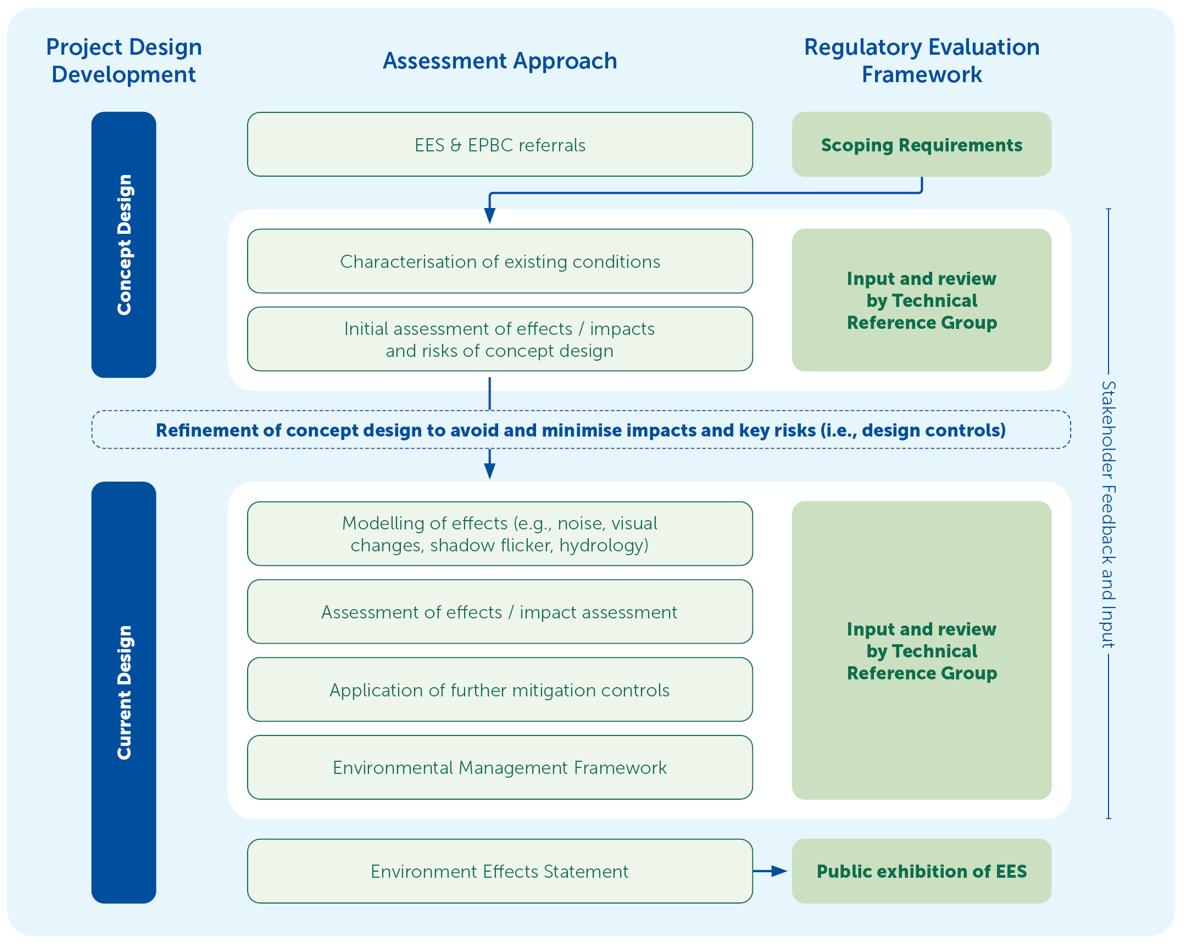 Project Design
Development
Assessment Approach
Regulatory Evaluation
Framework
Concept Design
EES & EPBC referrals
Scoping Requirements
Characterisation of existing conditions
Initial assessment of effects / impacts
and risks of concept design
Input and review
by Technical
Reference Group
Refinement of concept design to avoid and minimise impacts and key risks (i.e., design controls)
Stakeholder Feedback and Input
Current Design
Modelling of effects (e.g., noise, visual
changes, shadow flicker, hydrology)
Assessment of effects / impact assessment
Application of further mitigation controls
Environmental Management Framework
Input and review
by Technical
Reference Group
Environment Effects Statement
Public exhibition of EES